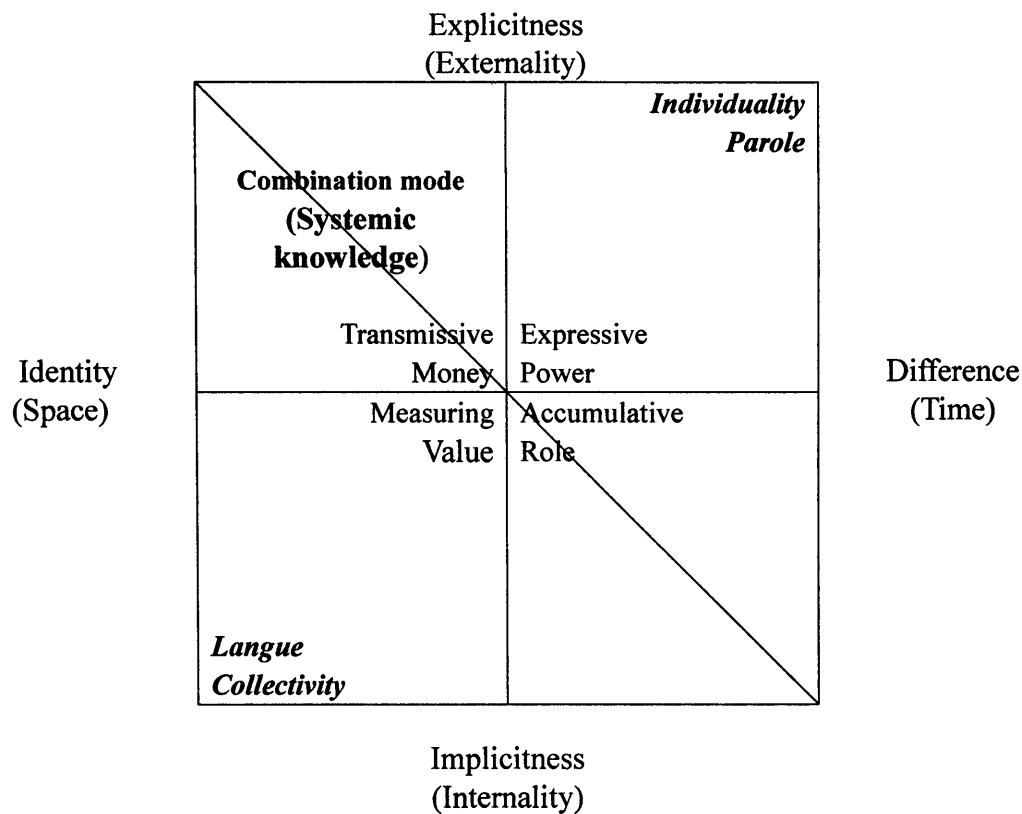 Explicitness
(Externality)
Individuality
Parole
Combination mode
(Systemic
knowledge)
Transmissive
Money
Expressive
Power
Identity
(Space)
Difference
(Time)
Measuring
Value
Accumulative
Role
Langue
Collectivity
Implicitness
(Internality)